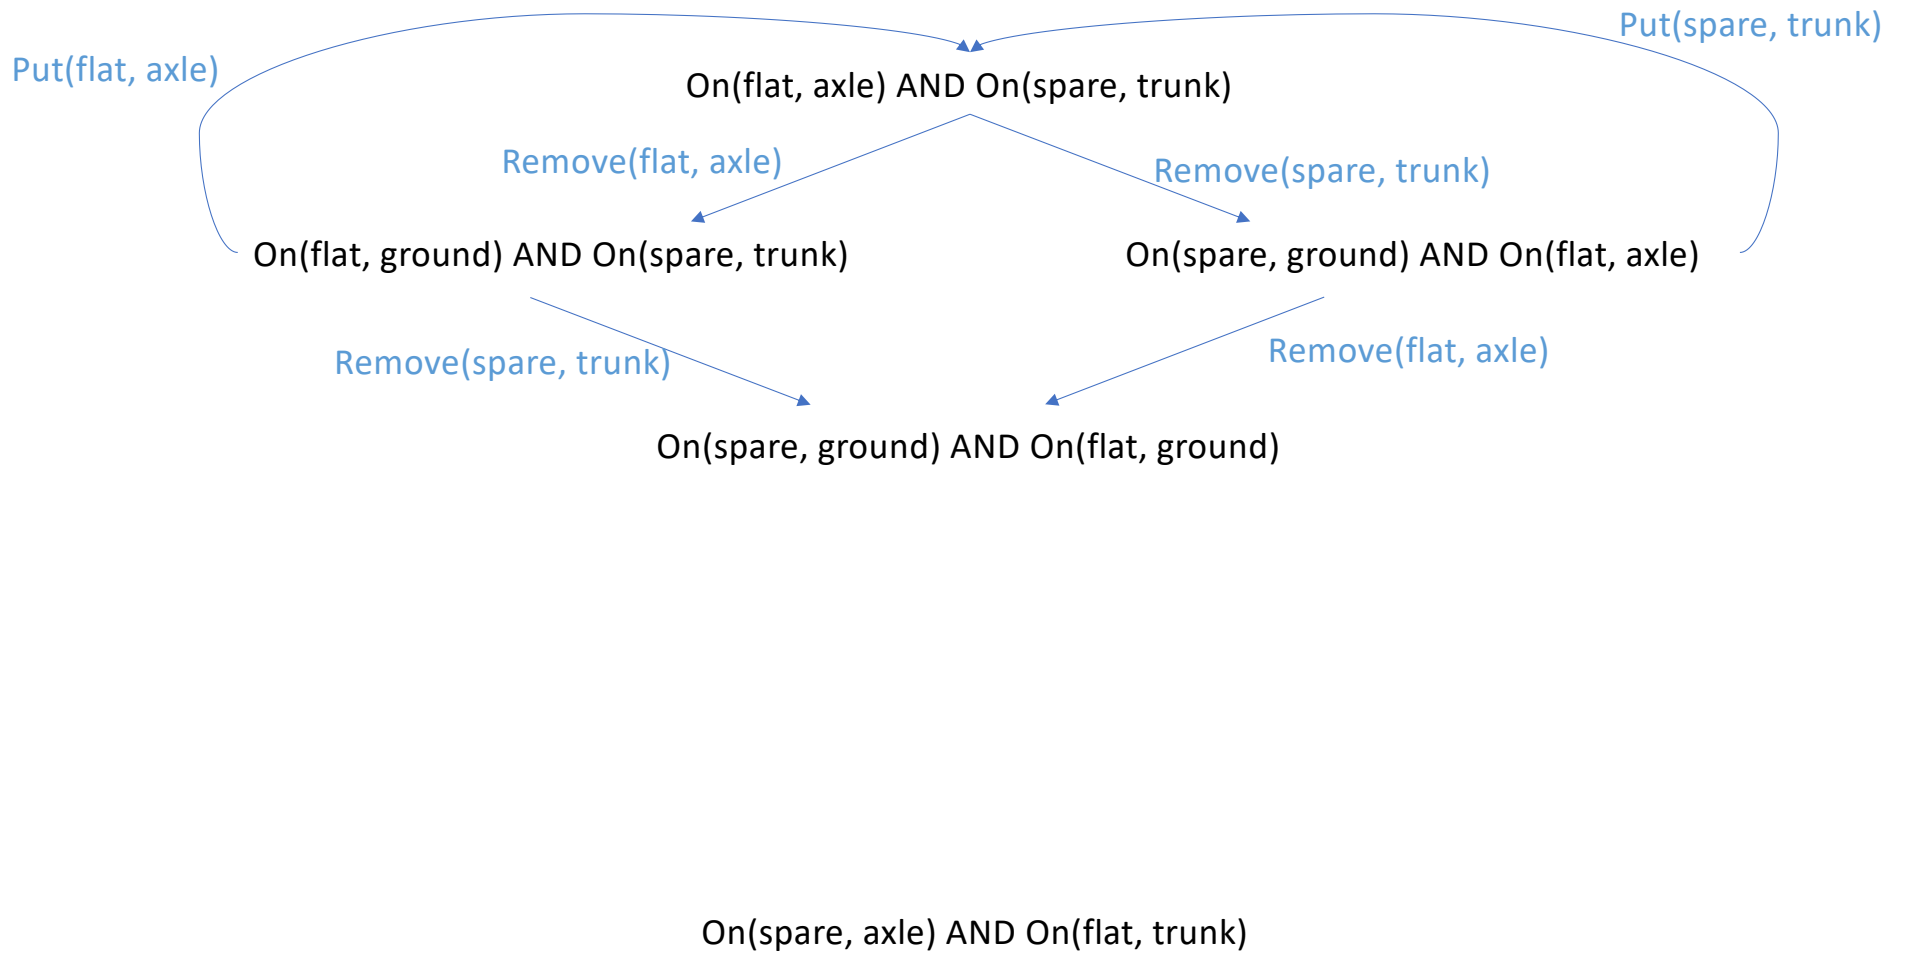 Put(spare, trunk)
Put(flat, axle)
On(flat, axle) AND On(spare, trunk)
Remove(flat, axle)
Remove(spare, trunk)
On(flat, ground) AND On(spare, trunk)
On(spare, ground) AND On(flat, axle)
Remove(spare, trunk)
Remove(flat, axle)
On(spare, ground) AND On(flat, ground)
On(spare, axle) AND On(flat, trunk)